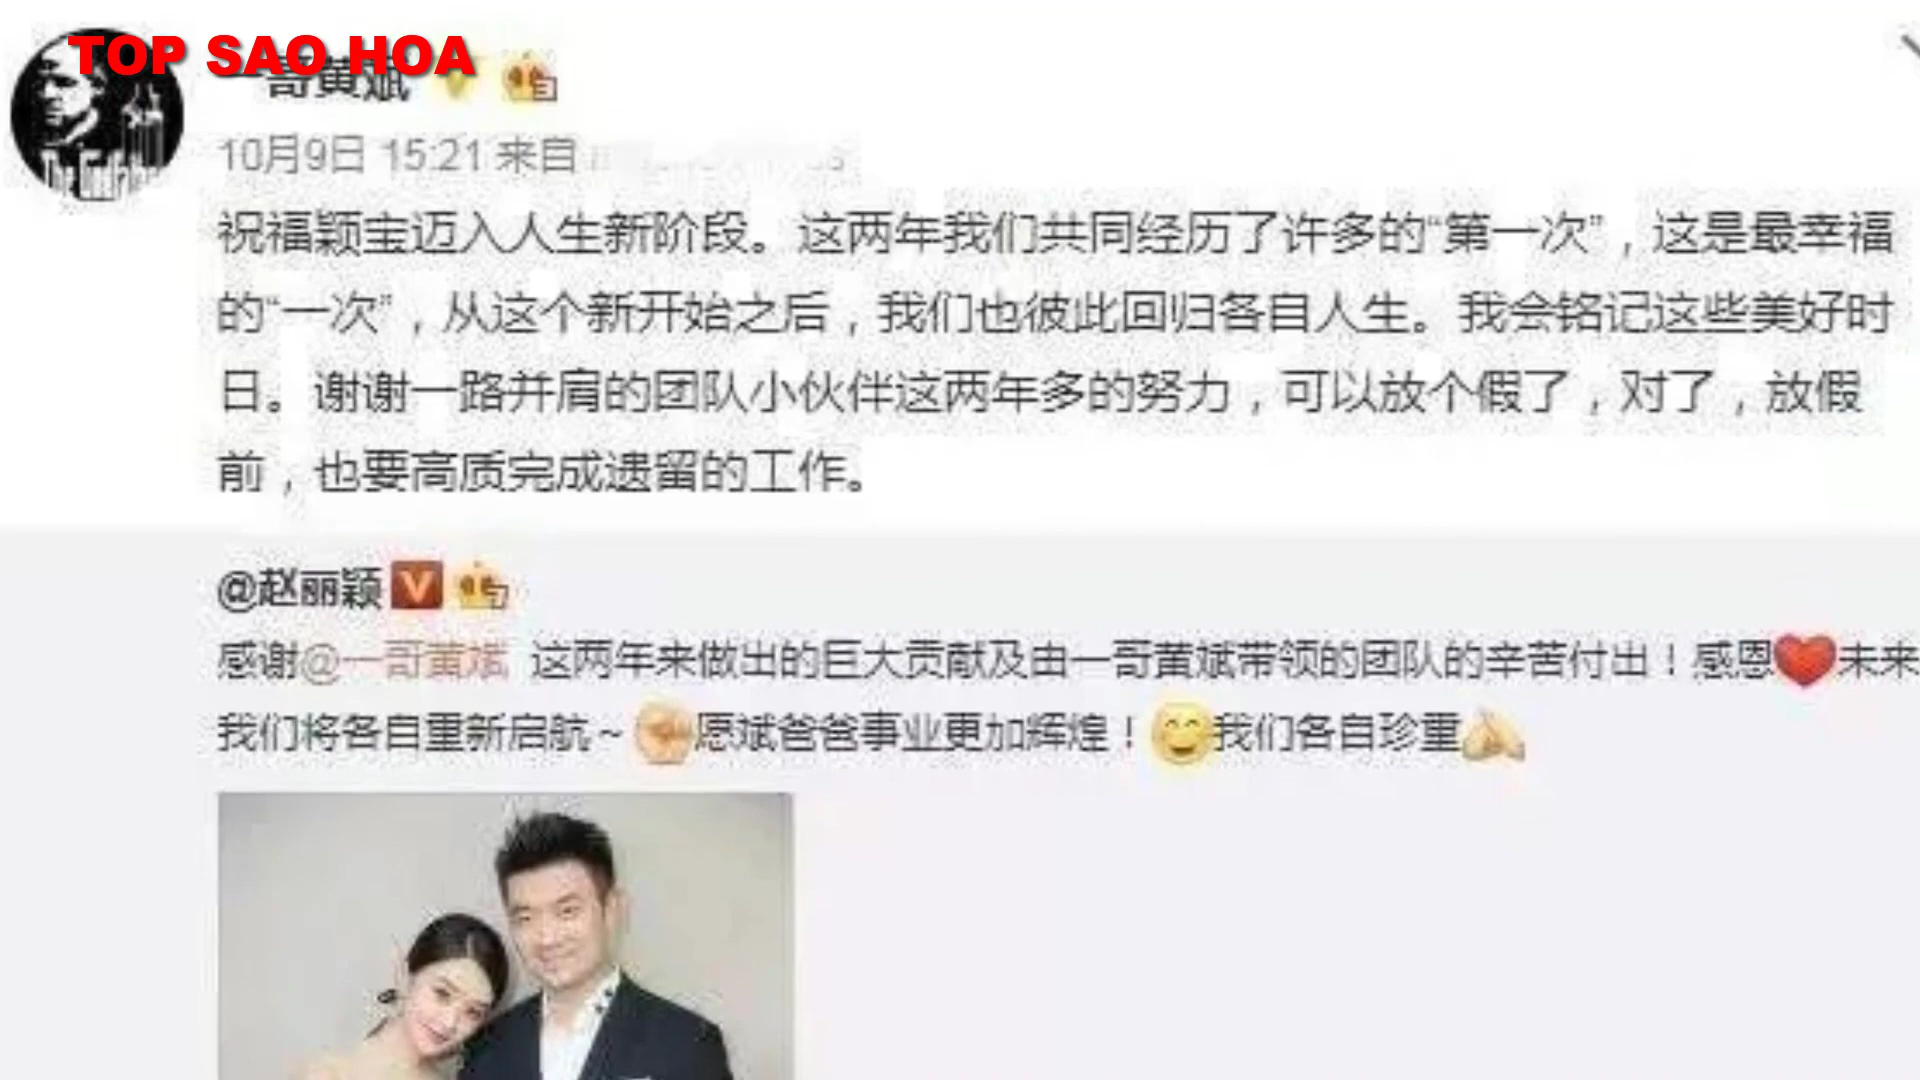 TOP SAO HOA
一哥黄斌
10月9日 15:21 来自
祝福颖宝迈入人生新阶段。这两年我们共同经历了许多的“第一次”，这是最幸福
的“一次”，从这个新开始之后，我们也彼此回归各自人生。我会铭记这些美好时
日。谢谢一路并肩的团队小伙伴这两年多的努力，可以放个假了，对了，放假
前，也要高质完成遗留的工作。
@赵丽颖
感谢@一哥黄斌 这两年来做出的巨大贡献及由一哥黄斌带领的团队的辛苦付出！感恩❤未来
我们将各自重新启航~✊愿斌爸爸事业更加辉煌！😊我们各自珍重🙏